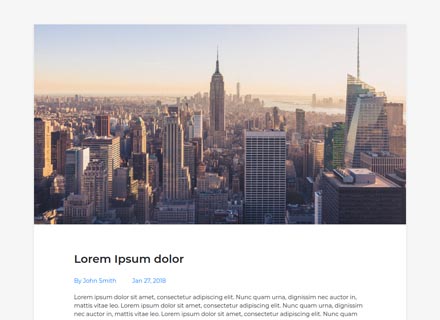 Lorem Ipsum dolor
By John Smith Jan 27, 2018
Lorem ipsum dolor sit amet, consectetur adipiscing elit. Nunc quam urna, dignissim nec auctor in,
mattis vitae leo. Lorem ipsum dolor sit amet, consectetur adipiscing elit. Nunc quam urna,
dignissim nec auctor in, mattis vitae leo. Lorem ipsum dolor sit amet, consectetur adipiscing elit. Nunc quam